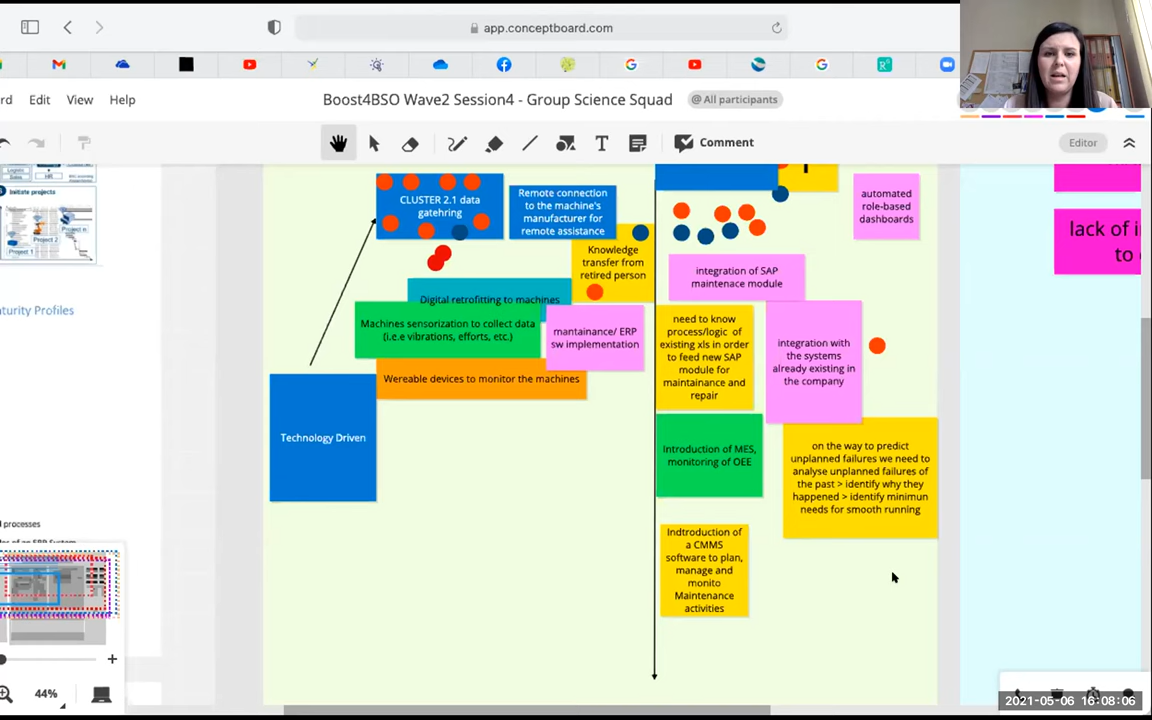 app.conceptboard.com
Edit
View
Help
Boost4BSO Wave2 Session4 - Group Science Squad
@ All participants
Comment
Editor
Initiate projects
Project 2
Project 1
aturity Profiles
d processes
44%
CLUSTER 2.1 data
gatehring
Remote connection
to the machine's
manufacturer for
remote assistance
Knowledge
transfer from
retired person
Digital retrofitting to machines
Machines sensorization to collect data
(i.e.e vibrations, efforts, etc.)
mantainance/ ERP
sw implementation
Wereable devices to monitor the machines
Technology Driven
automated
role-based
dashboards
integration of SAP
maintenace module
need to know
process/logic of
existing xls in order
to feed new SAP
module for
maintainance and
repair
integration with
the systems
already existing in
the company
Introduction of MES,
monitoring of OEE
on the way to predict
unplanned failures we need to
analyse unplanned failures of
the past > identify why they
happened > identify minimun
needs for smooth running
Indtroduction of
a CMMS
software to plan,
manage and
monito
Maintenance
activities
lack of i
to
2021-05-06 16:08:06